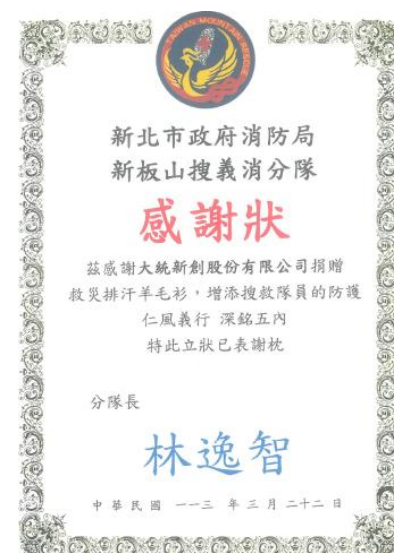 TAIWAN MOUNTAIN RESCUE
新北市政府消防局
新板山搜義消分隊
感謝狀
茲感謝大統新創股份有限公司捐贈
救災排汗羊毛衫，增添搜救隊員的防護
仁風義行 深銘五內
特此立狀已表謝枕
分隊長
林逸智
中華民國 一一三 年三月二十二日